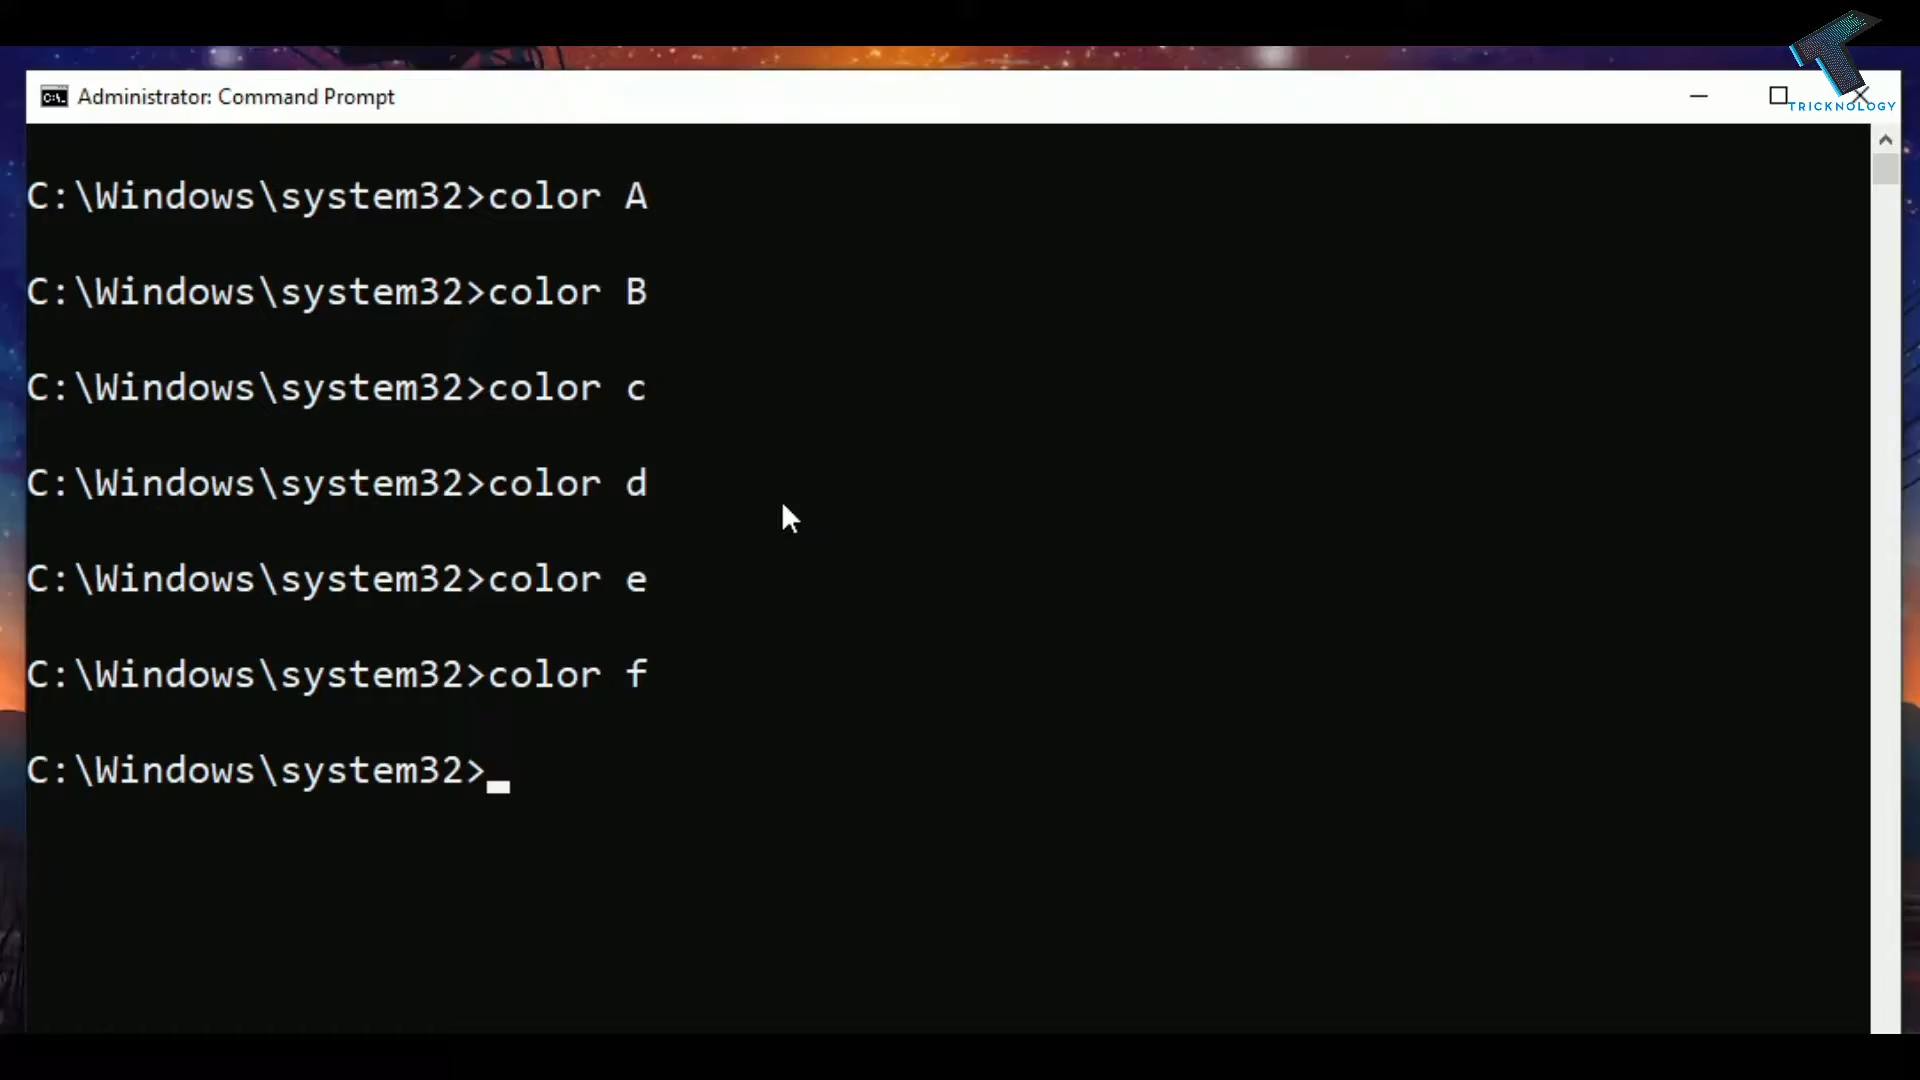 TRICKNOLOGY
Administrator: Command Prompt
C:\Windows\system32>color A
C:\Windows\system32>color B
C:\Windows\system32>color c
C:\Windows\system32>color d
C:\Windows\system32>color e
C:\Windows\system32>color f
C:\Windows\system32>